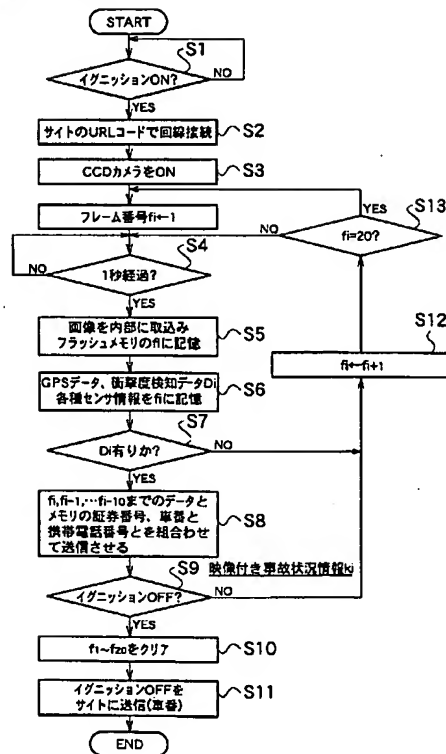 START
S1
イグニッションON?
NO
YES
サイトのURLコードで回線接続
S2
CCDカメラをON
S3
フレーム番号fi←1
S4
NO
1秒経過?
YES
画像を内部に取込み
フラッシュメモリのfiに記憶
S5
GPSデータ、衝撃度検知データDi
各種センサ情報をfiに記憶
S6
S7
Di有りか?
NO
YES
fi,fi-1,…fi-10までのデータと
メモリの証券番号、車番と
携帯電話番号とを組合わせ
て送信させる
S8
映像付き事故状況情報ki
S9
イグニッションOFF?
NO
YES
f1~f20をクリア
S10
イグニッションOFFを
サイトに送信(車番)
S11
END
S12
fi←fi+1
S13
fi=20?
YES
NO